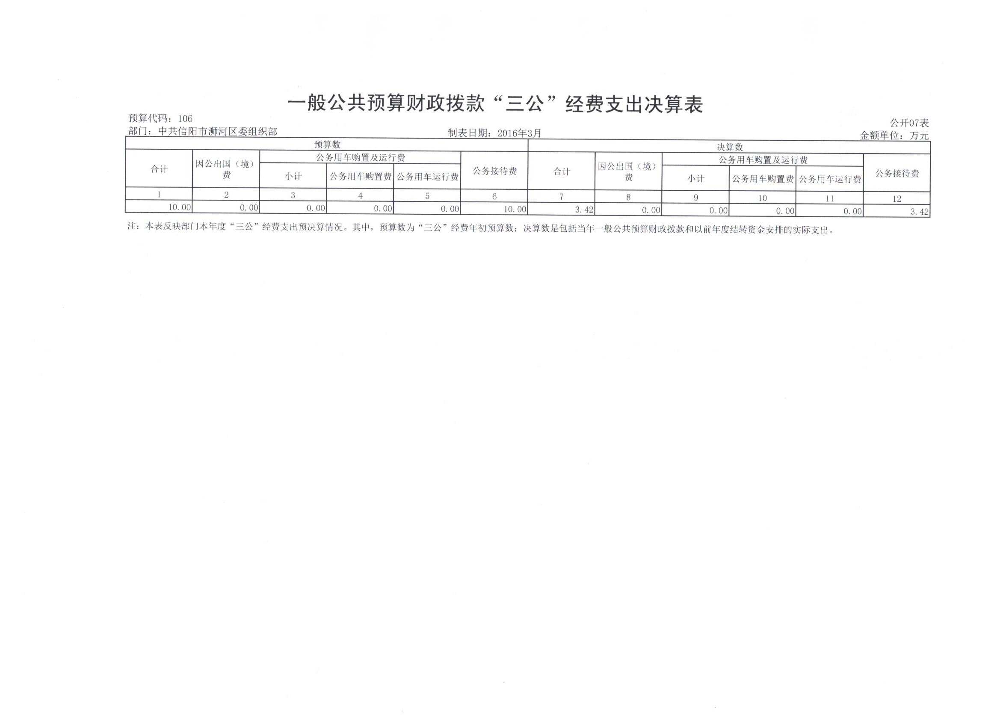 一般公共预算财政拨款“三公”经费支出决算表
预算代码：106
公开07表
部门：中共信阳市浉河区委组织部 制表日期：2016年3月 金额单位：万元
预算数 决算数
合计 因公出国（境）费 公务用车购置及运行费 公务接待费 合计 因公出国（境）费 公务用车购置及运行费 公务接待费
小计 公务用车购置费 公务用车运行费 小计 公务用车购置费 公务用车运行费
1 2 3 4 5 6 7 8 9 10 11 12
10.00 0.00 0.00 0.00 0.00 10.00 3.42 0.00 0.00 0.00 0.00 3.42
注：本表反映部门本年度“三公”经费支出预决算情况。其中，预算数为“三公”经费年初预算数；决算数是包括当年一般公共预算财政拨款和以前年度结转资金安排的实际支出。